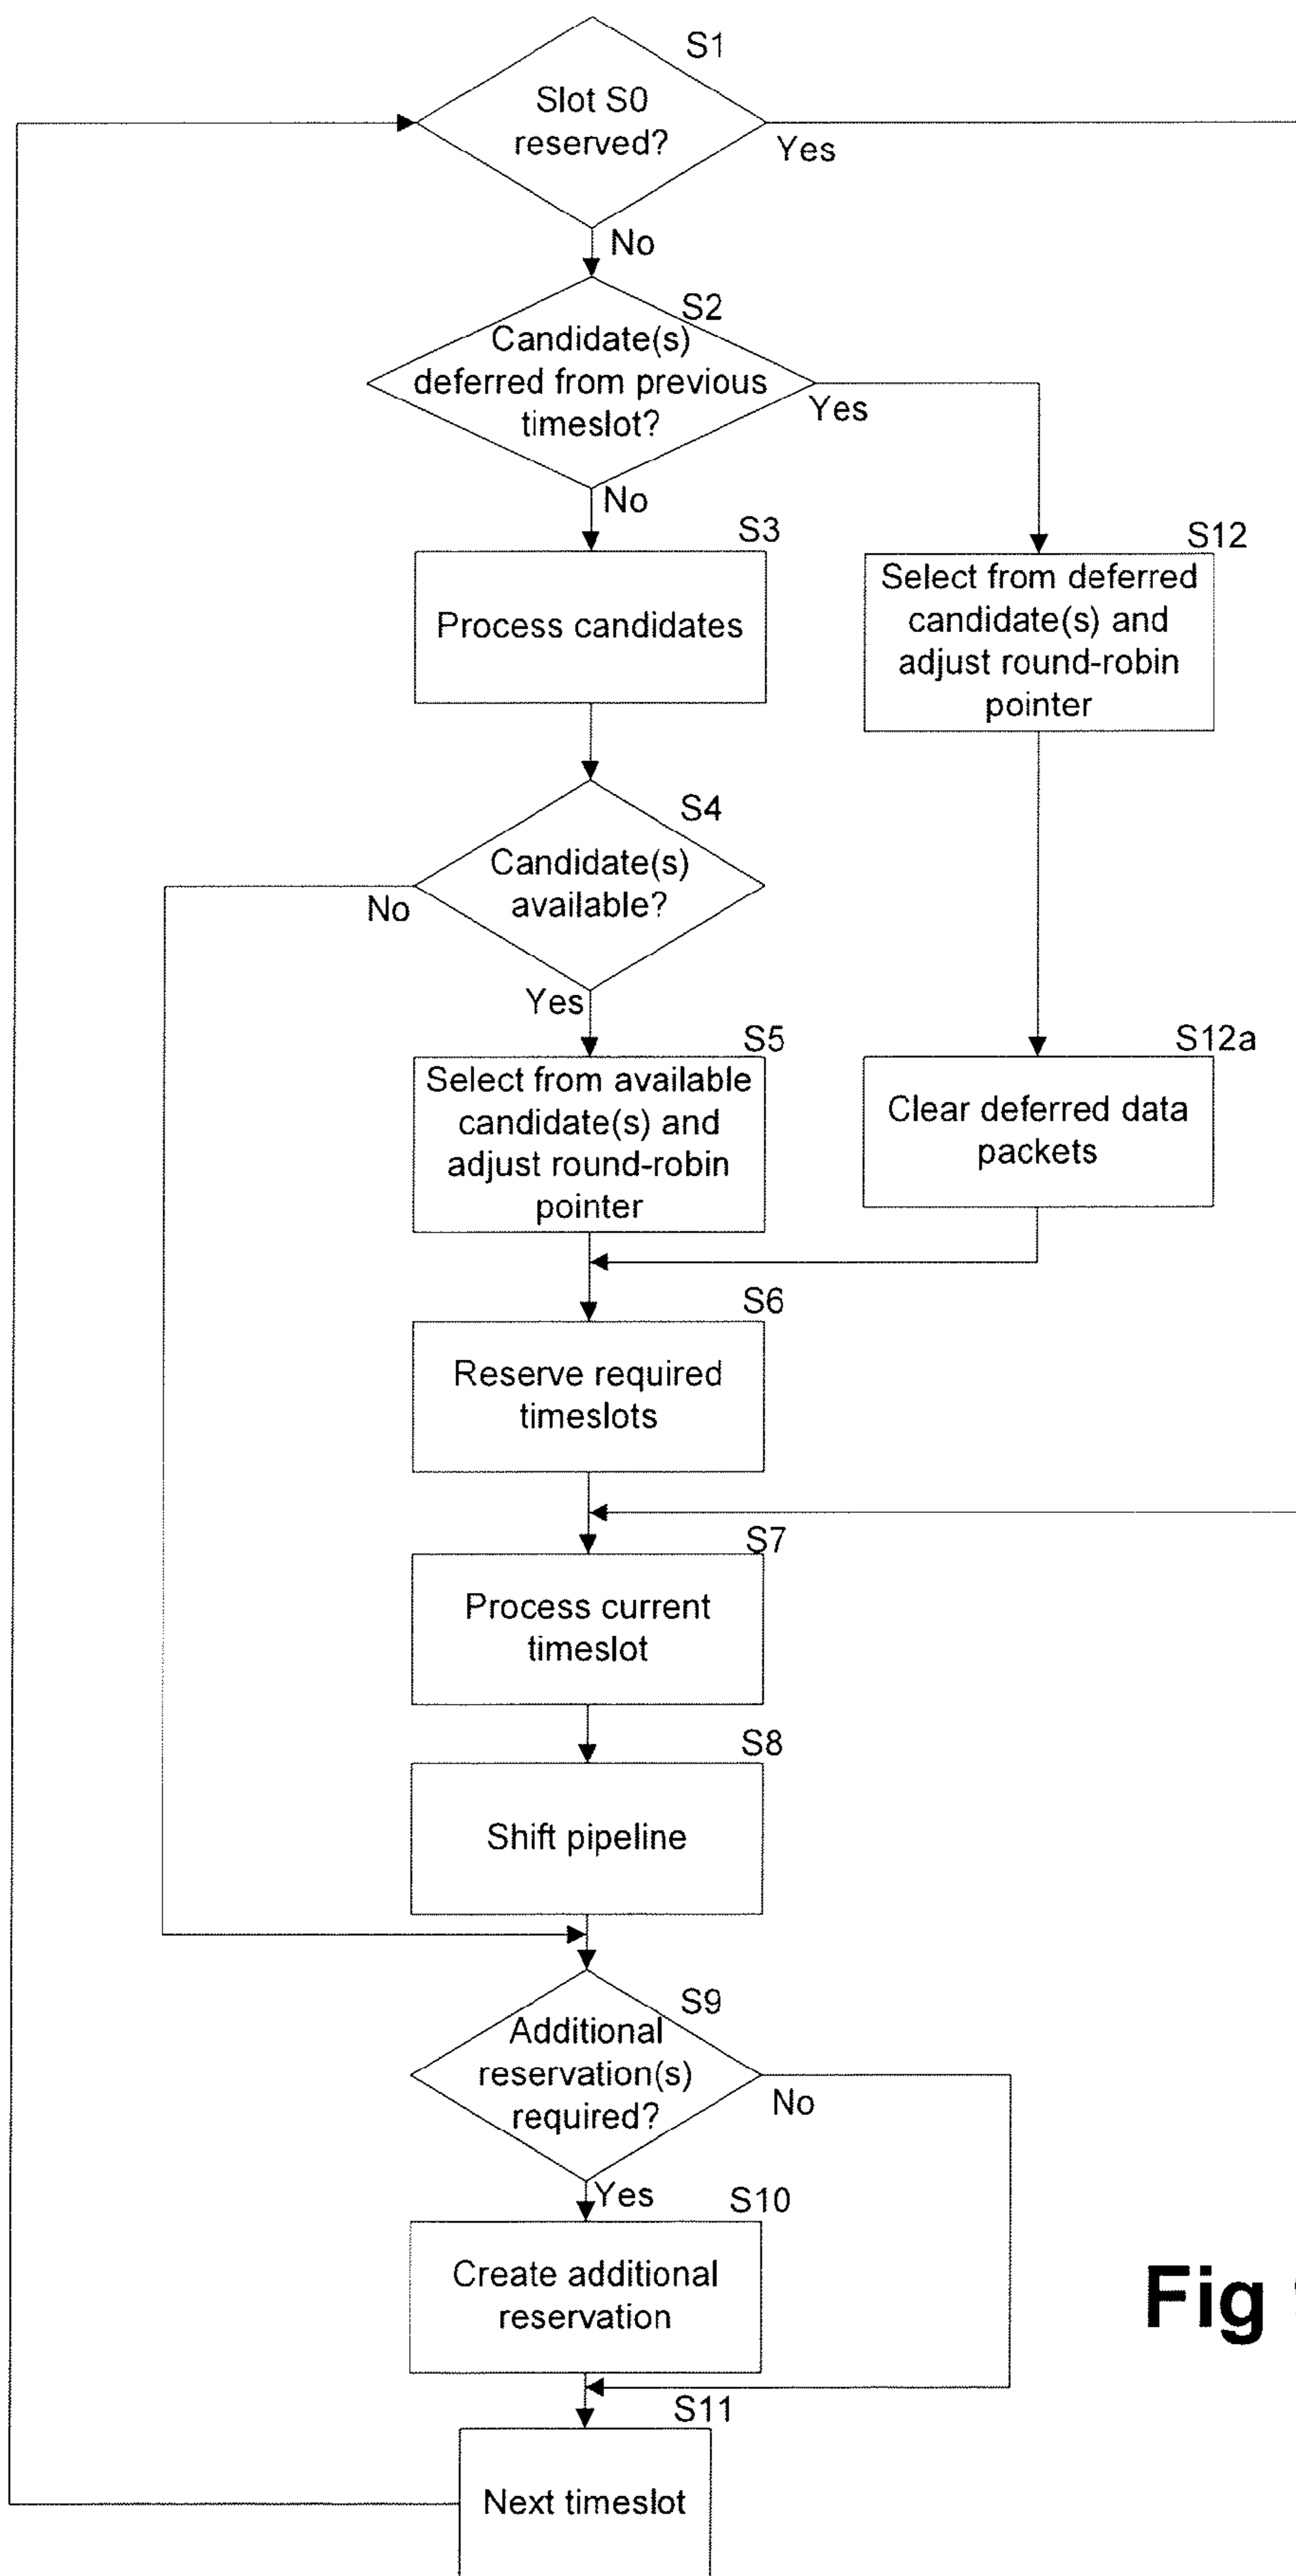 S1
Slot S0
reserved?
Yes
No
S2
Candidate(s)
deferred from previous
timeslot?
Yes
No
S3
Process candidates
S12
Select from deferred
candidate(s) and
adjust round-robin
pointer
S4
Candidate(s)
available?
No
Yes
S5
Select from available
candidate(s) and
adjust round-robin
pointer
S12a
Clear deferred data
packets
S6
Reserve required
timeslots
S7
Process current
timeslot
S8
Shift pipeline
S9
Additional
reservation(s)
required?
No
Yes
S10
Create additional
reservation
Fig
S11
Next timeslot